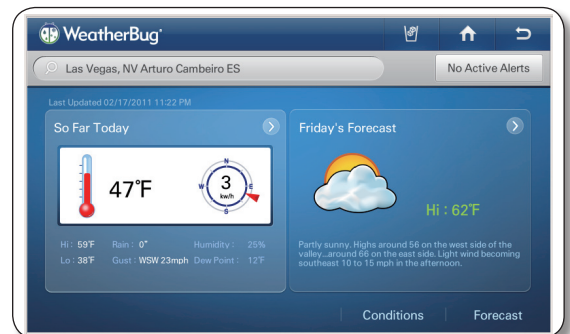 WeatherBug®
Las Vegas, NV Arturo Cambeiro ES
No Active Alerts
Last Updated 02/17/2011 11:22 PM
So Far Today
47°F
N
W
E
S
3
kw/h
Hi : 59°F Rain : 0" Humidity : 25%
Lo : 38°F Gust : WSW 23mph Dew Point : 12°F
Friday's Forecast
Hi : 62°F
Partly sunny. Highs around 56 on the west side of the
valley...around 66 on the east side. Light wind becoming
southeast 10 to 15 mph in the afternoon.
Conditions
Forecast